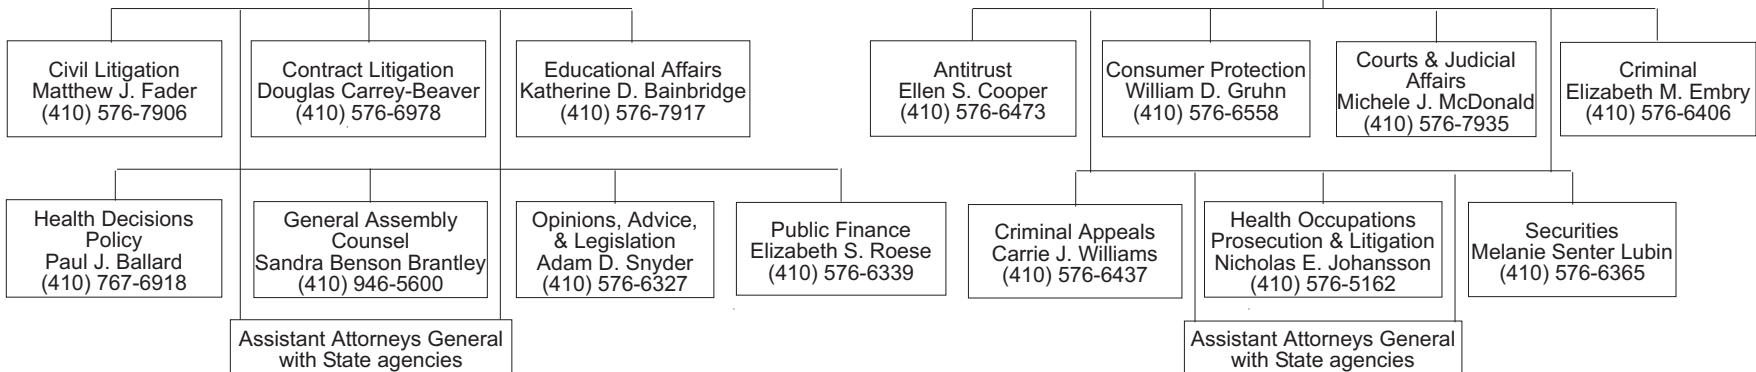 Civil Litigation
Matthew J. Fader
(410) 576-7906
Contract Litigation
Douglas Carrey-Beaver
(410) 576-6978
Educational Affairs
Katherine D. Bainbridge
(410) 576-7917
Antitrust
Ellen S. Cooper
(410) 576-6473
Consumer Protection
William D. Gruhn
(410) 576-6558
Courts & Judicial
Affairs
Michele J. McDonald
(410) 576-7935
Criminal
Elizabeth M. Embry
(410) 576-6406
Health Decisions
Policy
Paul J. Ballard
(410) 767-6918
General Assembly
Counsel
Sandra Benson Brantley
(410) 946-5600
Opinions, Advice,
& Legislation
Adam D. Snyder
(410) 576-6327
Public Finance
Elizabeth S. Roese
(410) 576-6339
Criminal Appeals
Carrie J. Williams
(410) 576-6437
Health Occupations
Prosecution & Litigation
Nicholas E. Johansson
(410) 576-5162
Securities
Melanie Senter Lubin
(410) 576-6365
Assistant Attorneys General
with State agencies
Assistant Attorneys General
with State agencies